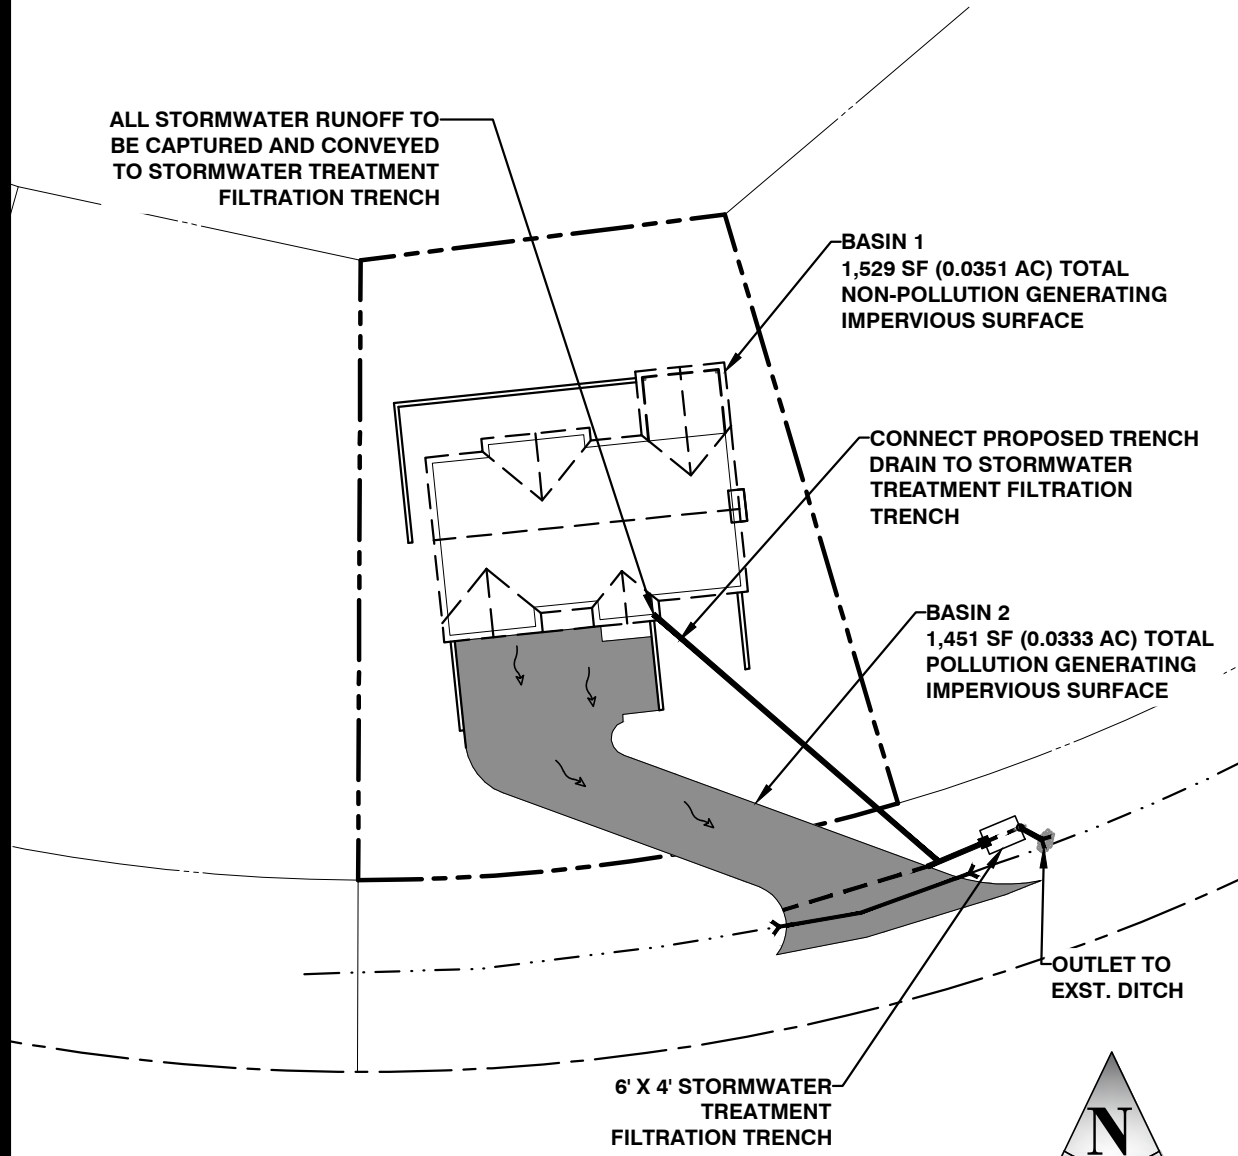 ALL STORMWATER RUNOFF TO
BE CAPTURED AND CONVEYED
TO STORMWATER TREATMENT
FILTRATION TRENCH
BASIN 1
1,529 SF (0.0351 AC) TOTAL
NON-POLLUTION GENERATING
IMPERVIOUS SURFACE
CONNECT PROPOSED TRENCH
DRAIN TO STORMWATER
TREATMENT FILTRATION
TRENCH
BASIN 2
1,451 SF (0.0333 AC) TOTAL
POLLUTION GENERATING
IMPERVIOUS SURFACE
OUTLET TO
EXST. DITCH
6' X 4' STORMWATER
TREATMENT
FILTRATION TRENCH
N